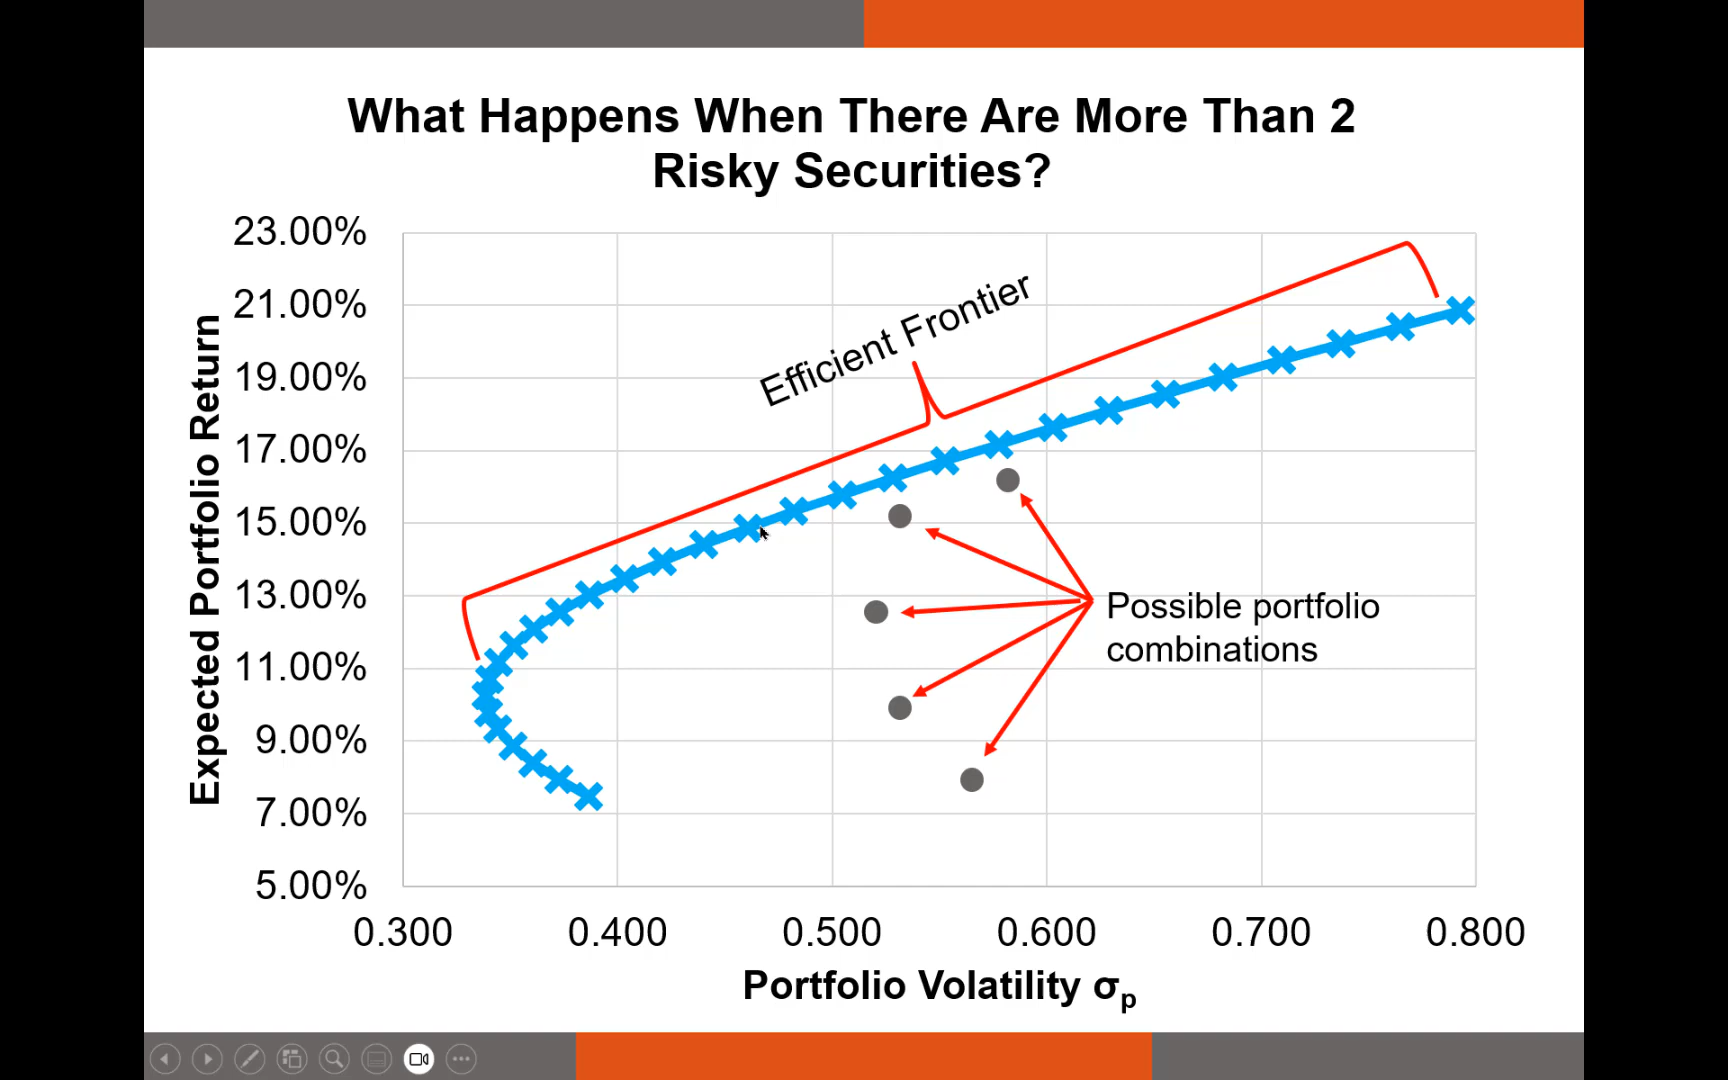 What Happens When There Are More Than 2
Risky Securities?
Expected Portfolio Return
23.00%
21.00%
19.00%
17.00%
15.00%
13.00%
11.00%
9.00%
7.00%
5.00%
Efficient Frontier
Possible portfolio
combinations
0.300 0.400 0.500 0.600 0.700 0.800
Portfolio Volatility σp